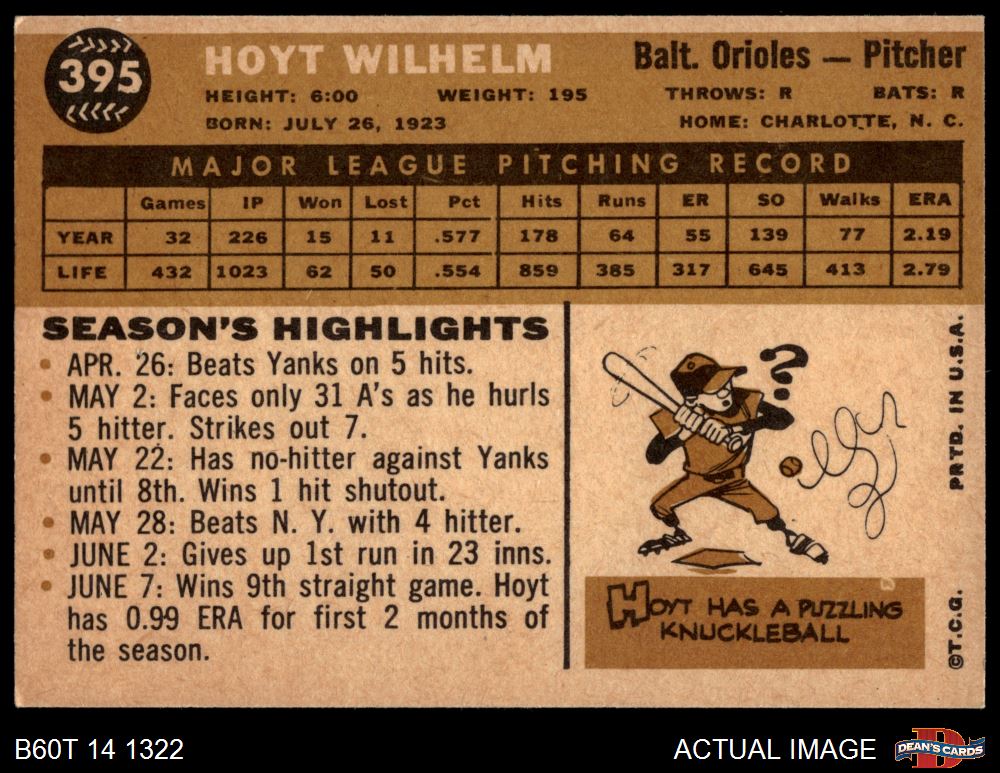 395
HOYT WILHELM
Balt. Orioles — Pitcher
HEIGHT: 6:00 WEIGHT: 195 THROWS: R BATS: R
BORN: JULY 26, 1923 HOME: CHARLOTTE, N. C.
MAJOR LEAGUE PITCHING RECORD
Games IP Won Lost Pct Hits Runs ER SO Walks ERA
YEAR 32 226 15 11 .577 178 64 55 139 77 2.19
LIFE 432 1023 62 50 .554 859 385 317 645 413 2.79
SEASON'S HIGHLIGHTS
• APR. 26: Beats Yanks on 5 hits.
• MAY 2: Faces only 31 A's as he hurls
5 hitter. Strikes out 7.
• MAY 22: Has no-hitter against Yanks
until 8th. Wins 1 hit shutout.
• MAY 28: Beats N. Y. with 4 hitter.
• JUNE 2: Gives up 1st run in 23 inns.
• JUNE 7: Wins 9th straight game. Hoyt
has 0.99 ERA for first 2 months of
the season.
?
HOYT HAS A PUZZLING
KNUCKLEBALL
©T.C.G. PRTD. IN U.S.A.
B60T 14 1322
ACTUAL IMAGE
D
DEAN'S CARDS